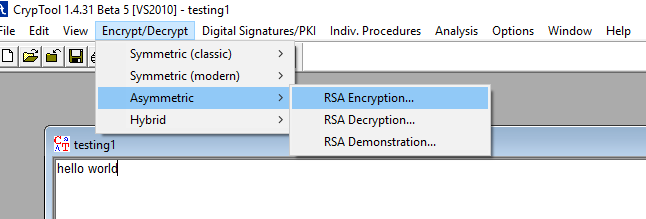 CrypTool 1.4.31 Beta 5 [VS2010] - testing1
File Edit View Encrypt/Decrypt Digital Signatures/PKI Indiv. Procedures Analysis Options Window Help
Symmetric (classic)
Symmetric (modern)
Asymmetric
Hybrid
RSA Encryption...
RSA Decryption...
RSA Demonstration...
testing1
hello world